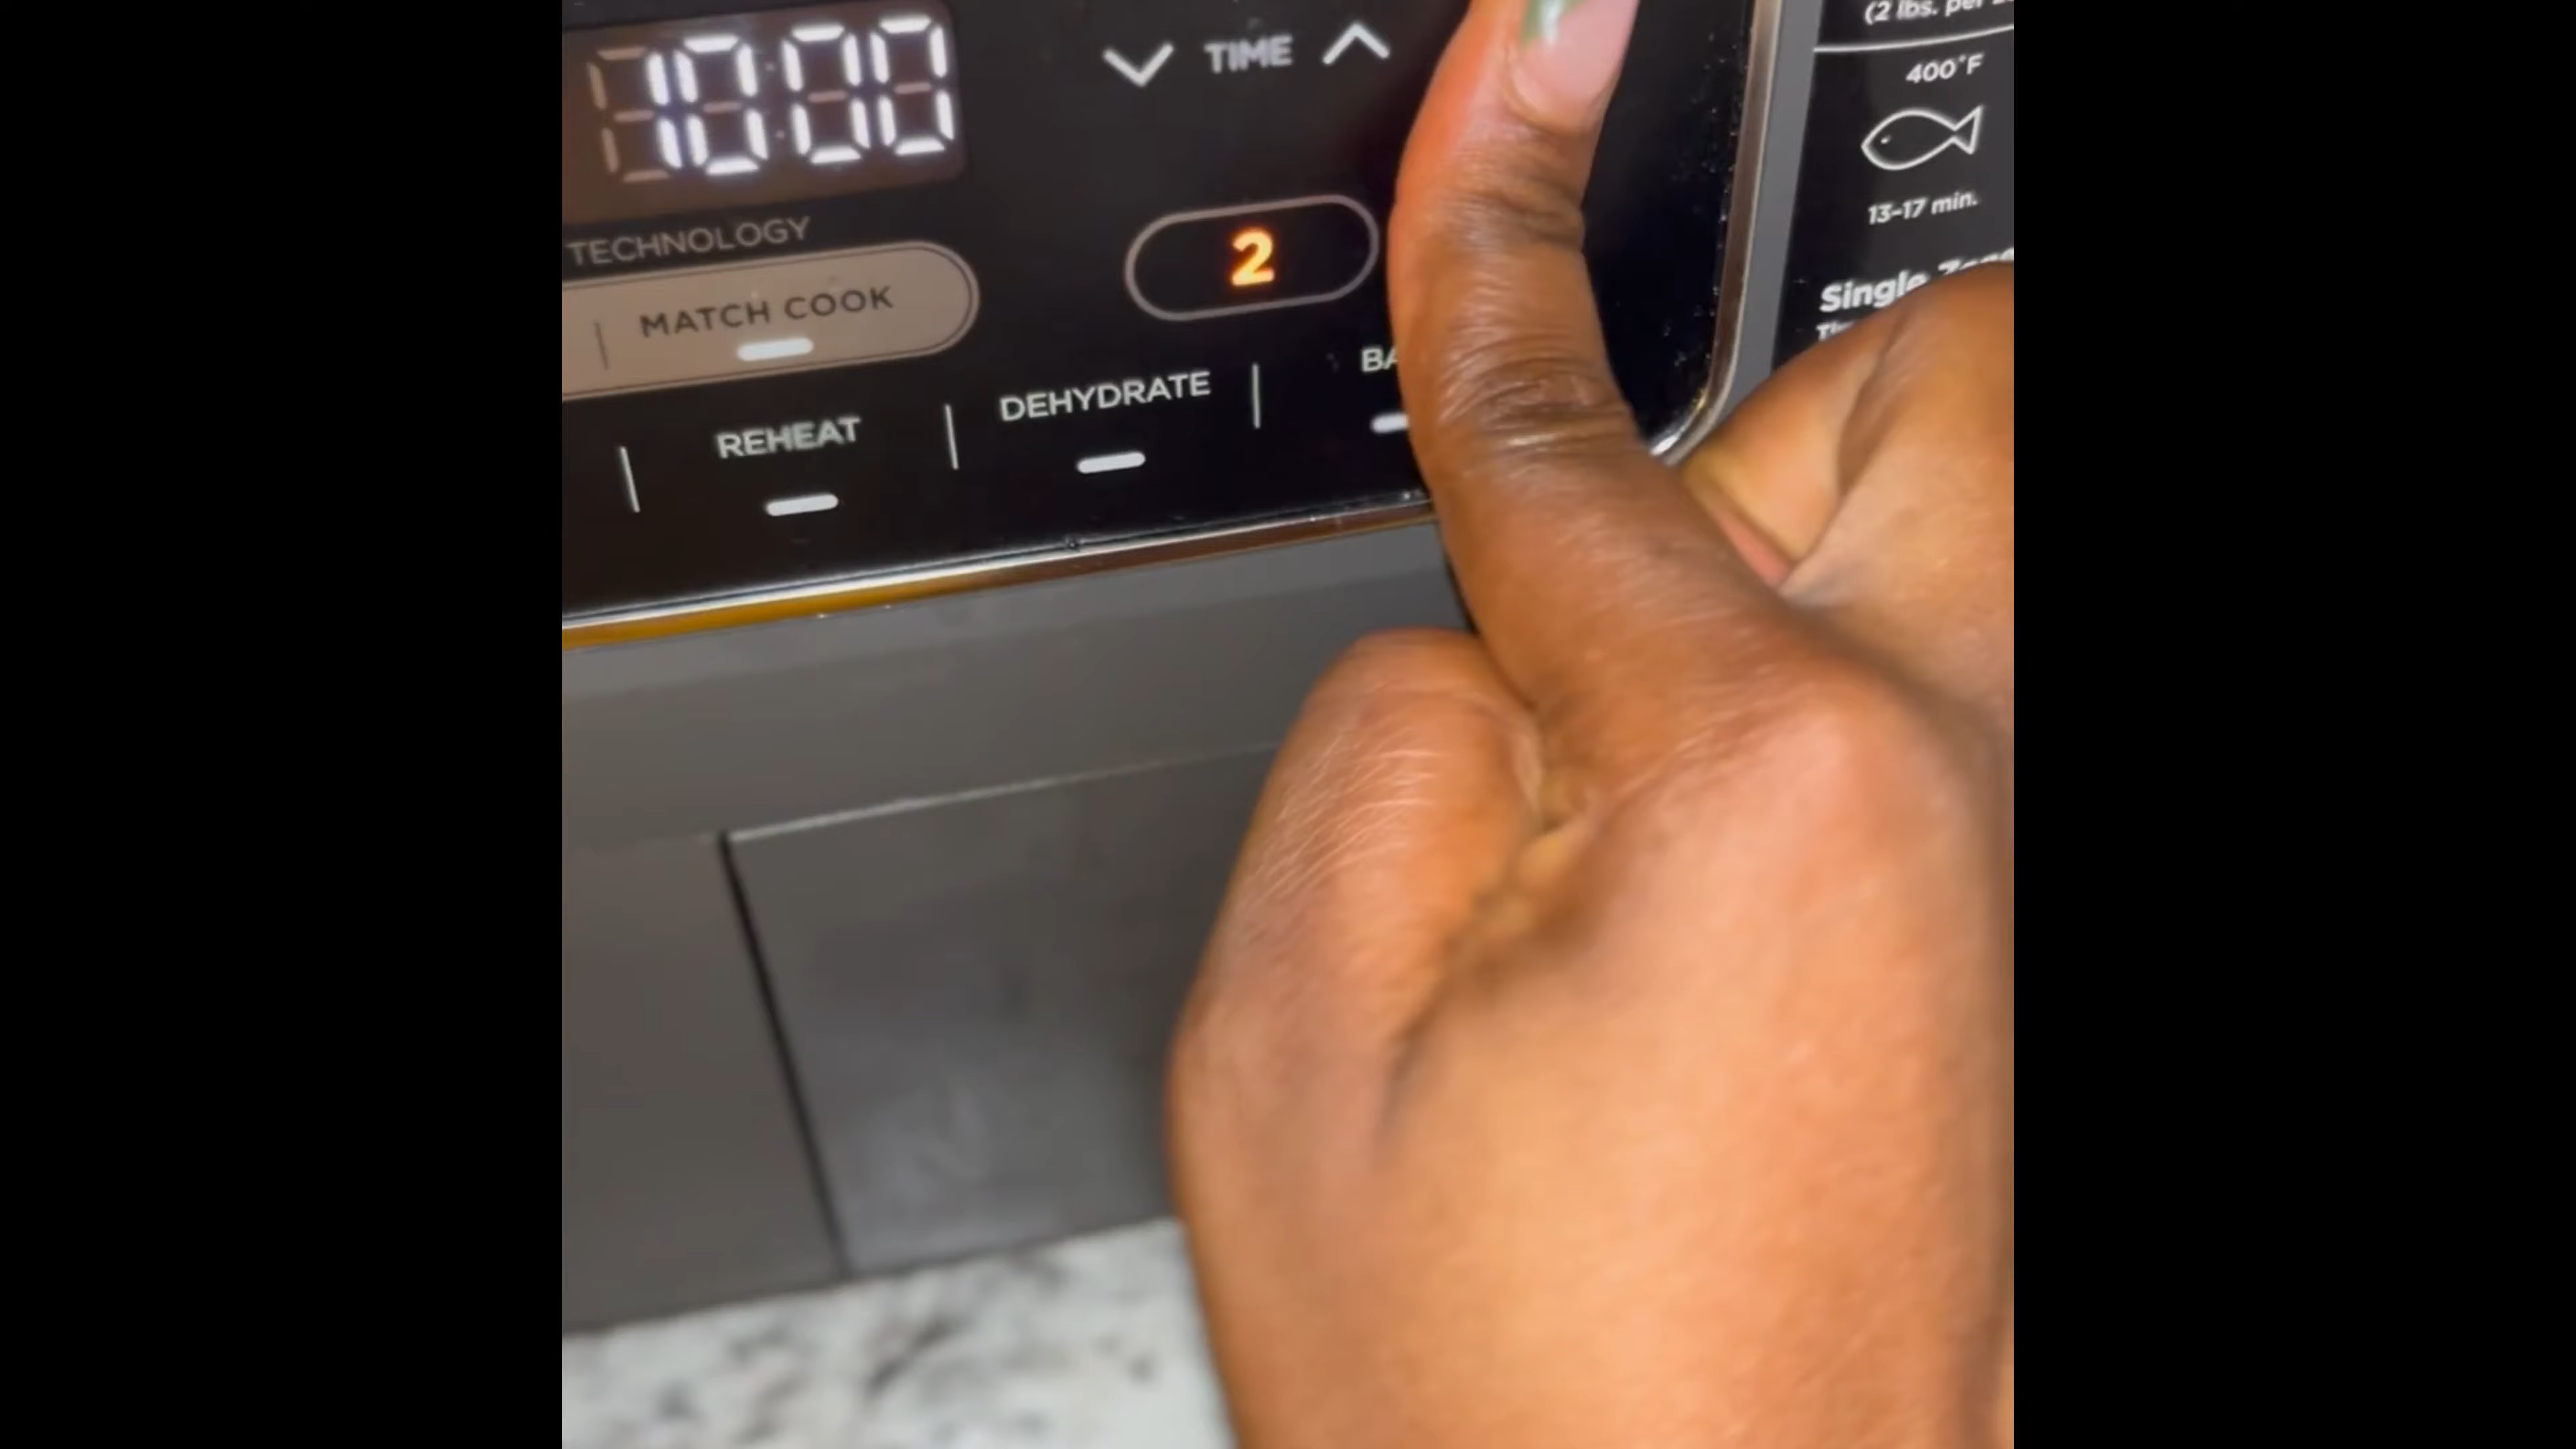 10:00
TIME
TECHNOLOGY
MATCH COOK
2
REHEAT
DEHYDRATE
(2 lbs. per
400°F
13-17 min.
Single